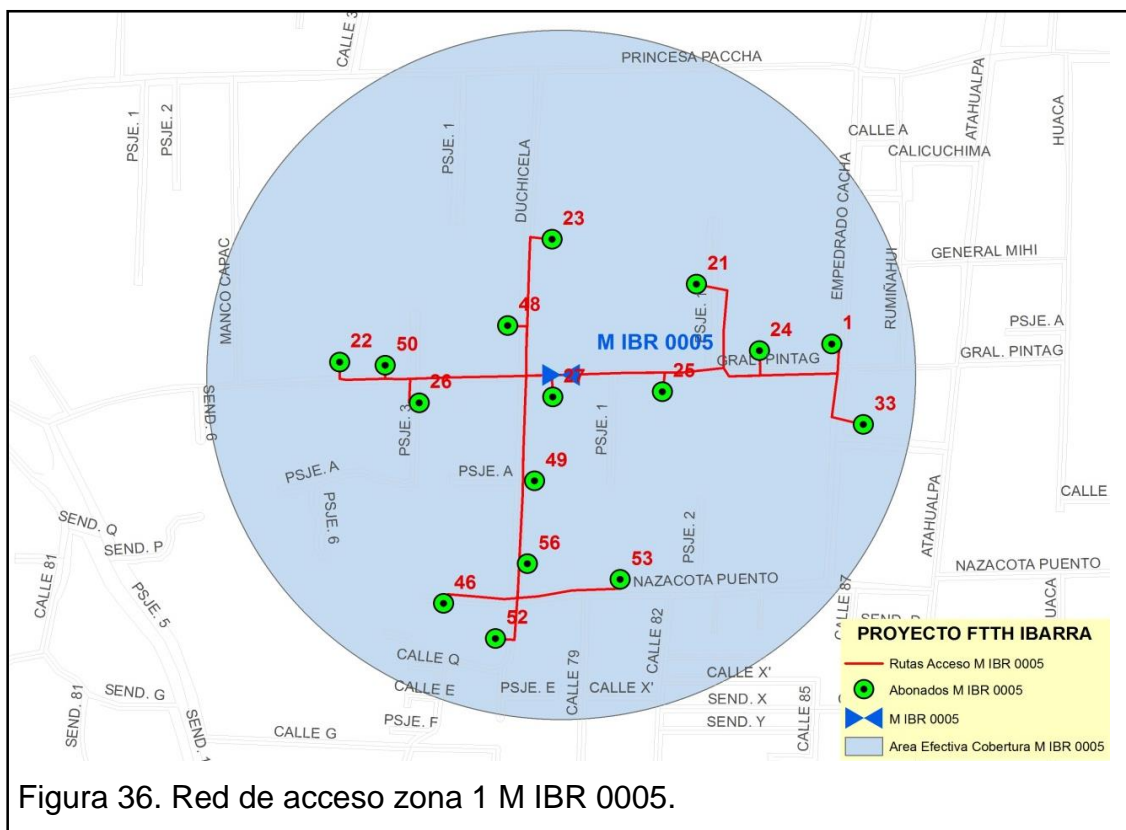 CALLE 3
PRINCESA PACCHA
PSJE. 1
PSJE. 2
PSJE. 1
DUCHICELA
EMPEDRADO CACHA
CALLE A
ATAHUALPA
HUACA
CALICUCHIMA
MANCO CAPAC
23
21
RUMIÑAHUI
GENERAL MIHI
PSJE. 1
48
M IBR 0005
24
1
PSJE. A
22
50
GRAL. PINTAG
GRAL. PINTAG
26
27
25
33
SEND. 6
PSJE. 3
PSJE. 1
PSJE. A
PSJE. A
49
CALLE
PSJE. 6
PSJE. 2
ATAHUALPA
SEND. Q
SEND. P
CALLE 81
PSJE. 5
56
53
NAZACOTA PUENTO
NAZACOTA PUENTO
46
52
CALLE 82
CALLE 87
SEND. D
UACA
CALLE Q
CALLE 79
PROYECTO FTTH IBARRA
Rutas Acceso M IBR 0005
Abonados M IBR 0005
M IBR 0005
Area Efectiva Cobertura M IBR 0005
CALLE X'
SEND. 81
SEND. G
CALLE E
PSJE. E
CALLE X'
SEND. X
CALLE 85
PSJE. F
SEND. Y
SEND. 1
CALLE G
Figura 36. Red de acceso zona 1 M IBR 0005.